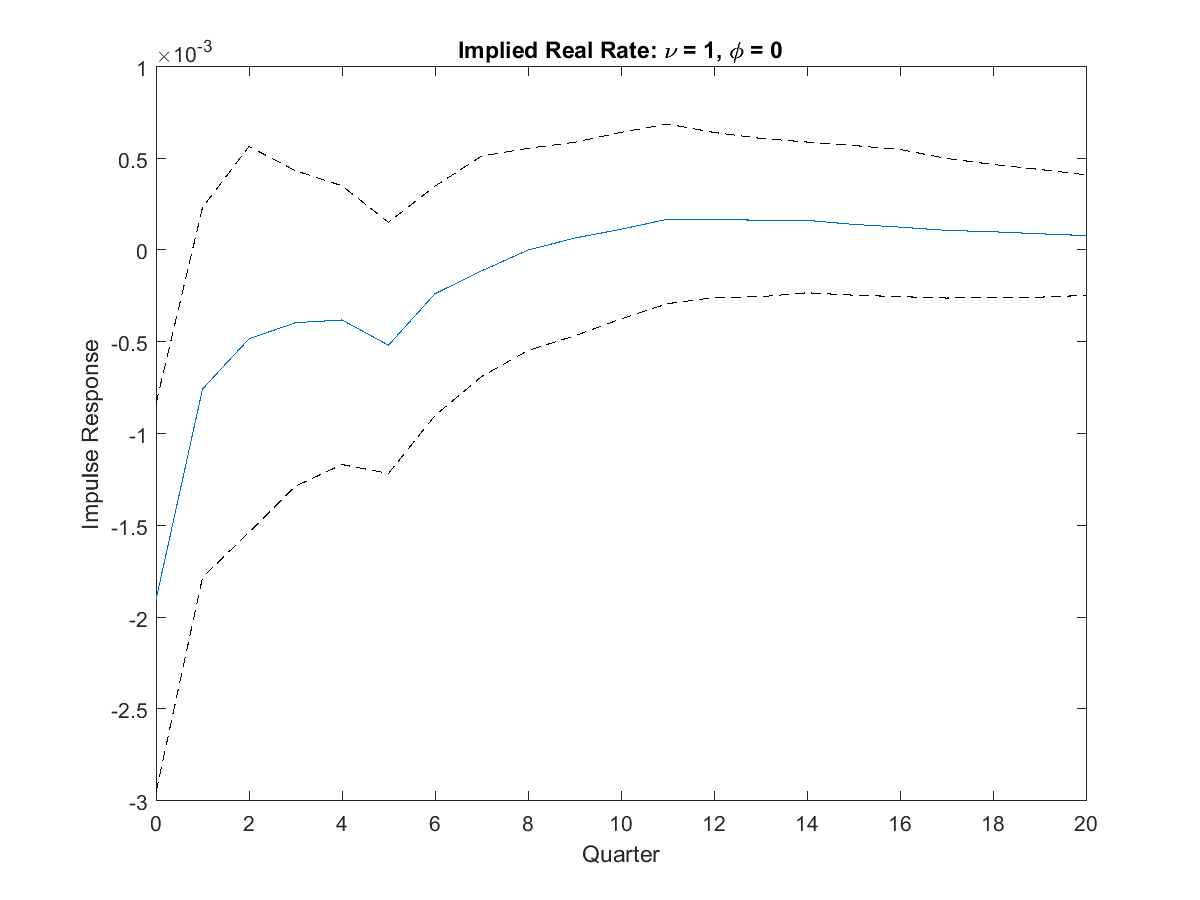 Implied Real Rate: ν = 1, ϕ = 0
×10-3
1
0.5
0
-0.5
-1
-1.5
-2
-2.5
-3
Impulse Response
0 2 4 6 8 10 12 14 16 18 20
Quarter